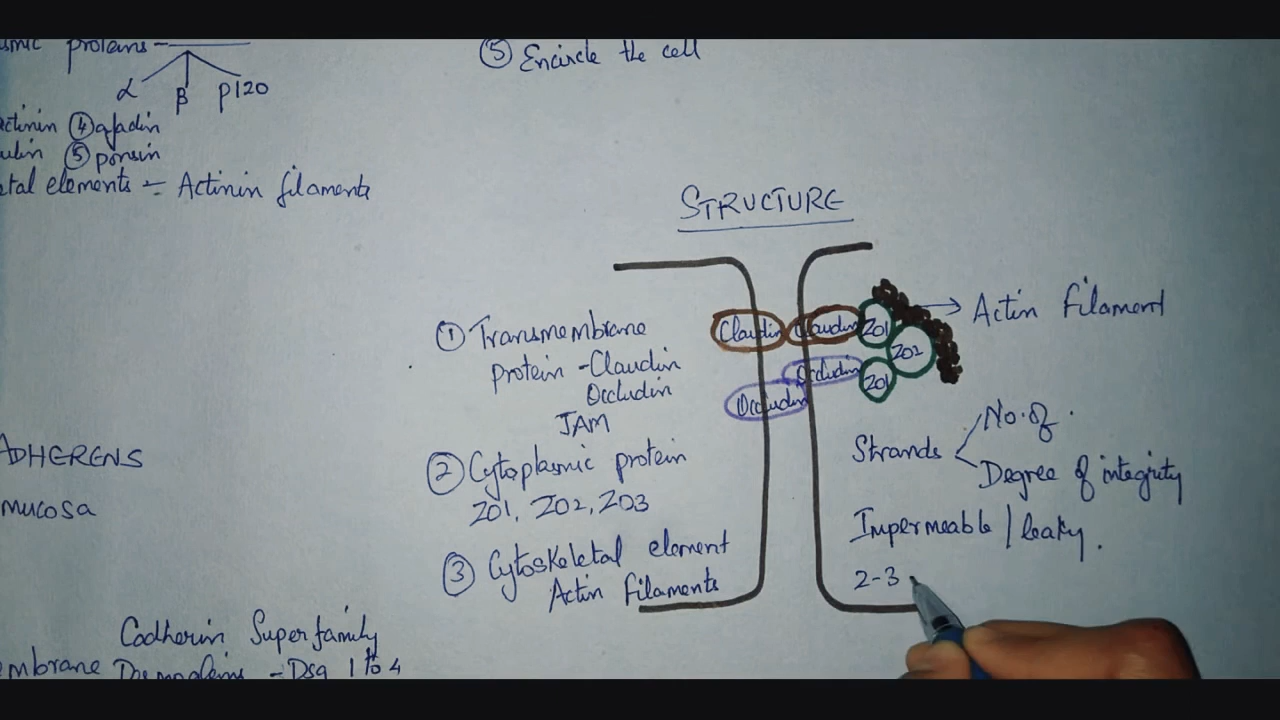 proteins -
α β p120
actinin ④ afadin
⑤ ponsin
elements = Actinin filaments
ADHERENS
mucosa
Cadherin Superfamily
- Dsg 1 to 4
⑤ Encircle the cell
STRUCTURE
① Transmembrane
protein - Claudin
Occludin
JAM
② Cytoplasmic protein
ZO1, ZO2, ZO3
③ Cytoskeletal element
Actin filaments
Claudin Claudin ZO1
ZO2
Occludin ZO1
Occludin
Actin Filament
No. of
Strands
Degree of integrity
Impermeable / leaky.
2-3